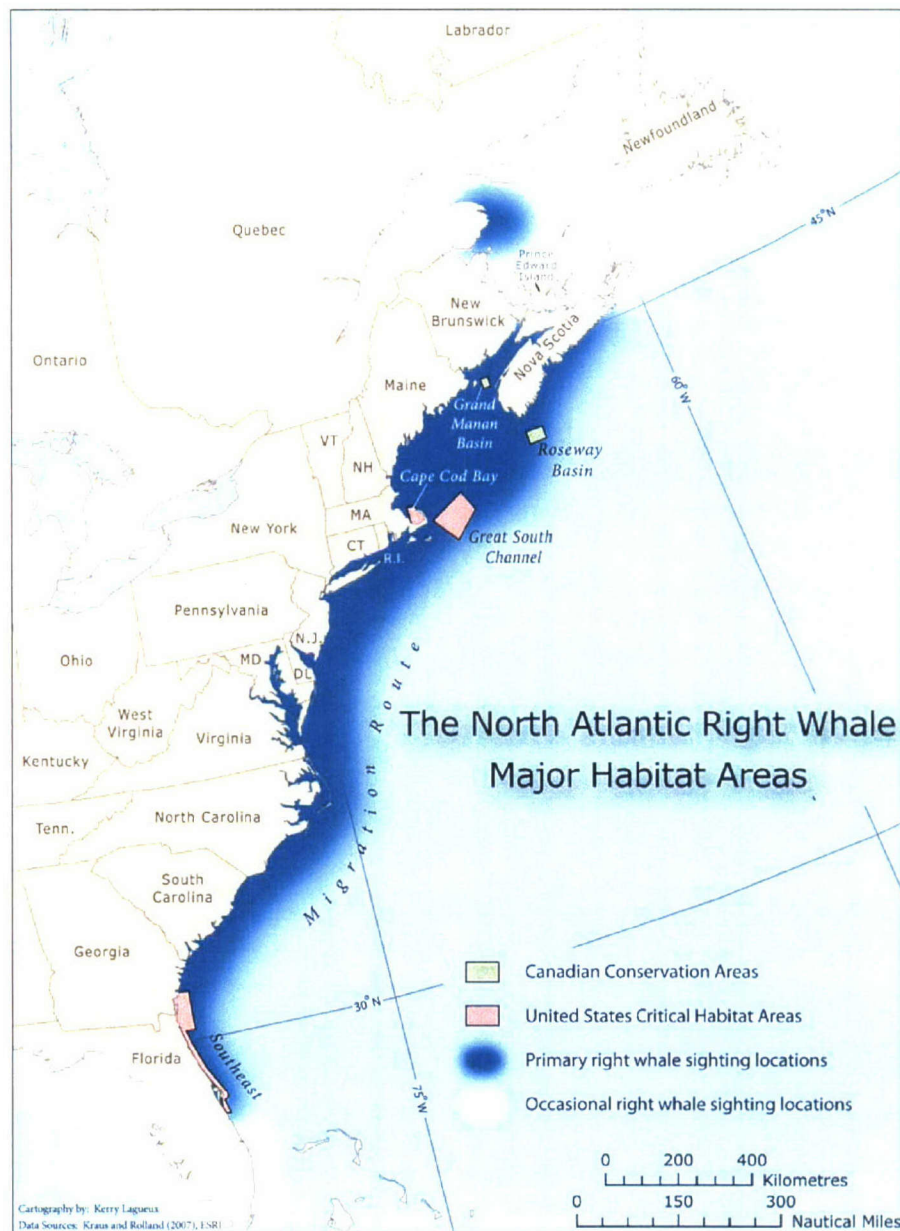 Labrador
Newfoundland
45°N
Quebec
Prince
Edward
Island
New
Brunswick
Nova Scotia
Ontario
Maine
60°W
Grand
Manan
Basin
VT
NH
Roseway
Basin
Cape Cod Bay
MA
New York
CT
R.I.
Great South
Channel
Pennsylvania
N.J.
Ohio
MD
DL
West
Virginia
Virginia
Kentucky
Migration Route
The North Atlantic Right Whale
Major Habitat Areas
Tenn.
North Carolina
South
Carolina
Georgia
Canadian Conservation Areas
30°N
United States Critical Habitat Areas
Florida
Southeast
Primary right whale sighting locations
75°W
Occasional right whale sighting locations
0 200 400
Kilometres
0 150 300
Nautical Miles
Cartography by: Kerry Lagueux
Data Sources: Kraus and Rolland (2007), ESRI